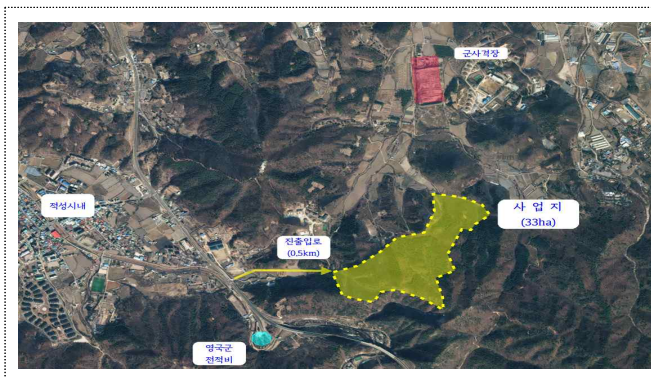 군사격장
적성시내
사 업 지
(33ha)
진출입로
(0.5km)
영국군
전적비